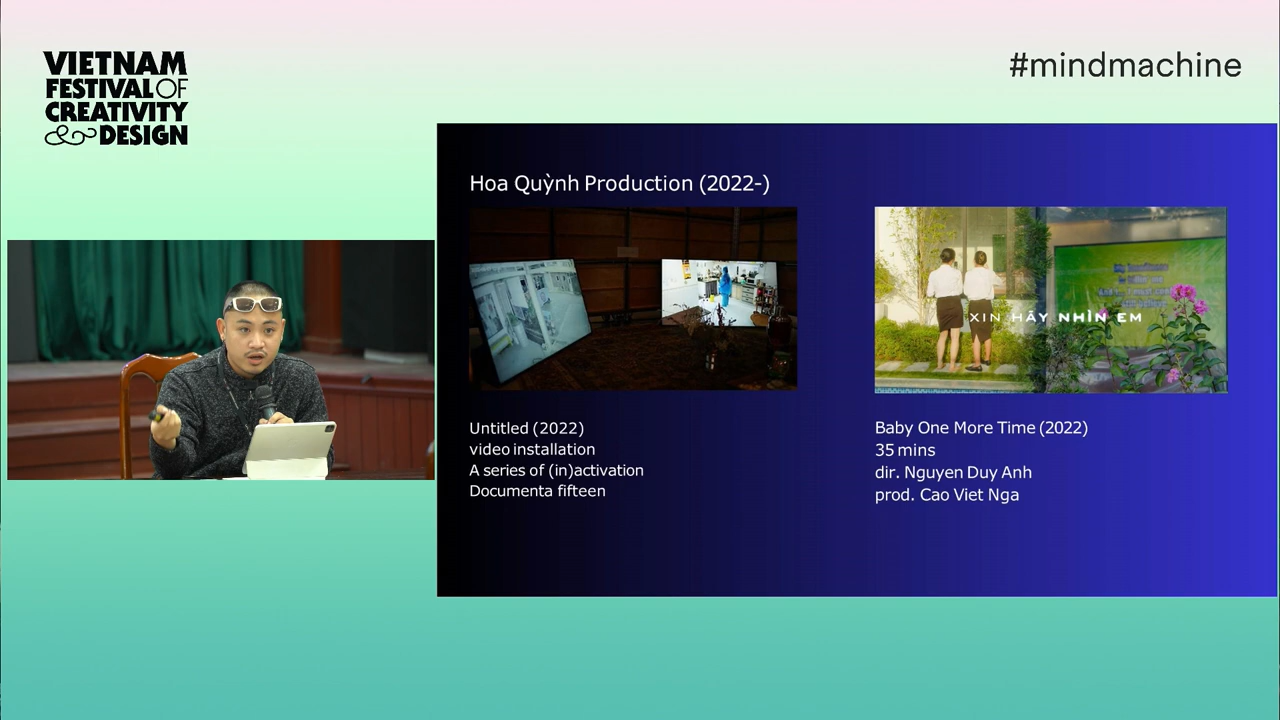 VIETNAM
FESTIVAL OF
CREATIVITY
& DESIGN
#mindmachine
Hoa Quỳnh Production (2022-)
XIN HÃY NHÌN EM
Untitled (2022)
video installation
A series of (in)activation
Documenta fifteen
Baby One More Time (2022)
35 mins
dir. Nguyen Duy Anh
prod. Cao Viet Nga